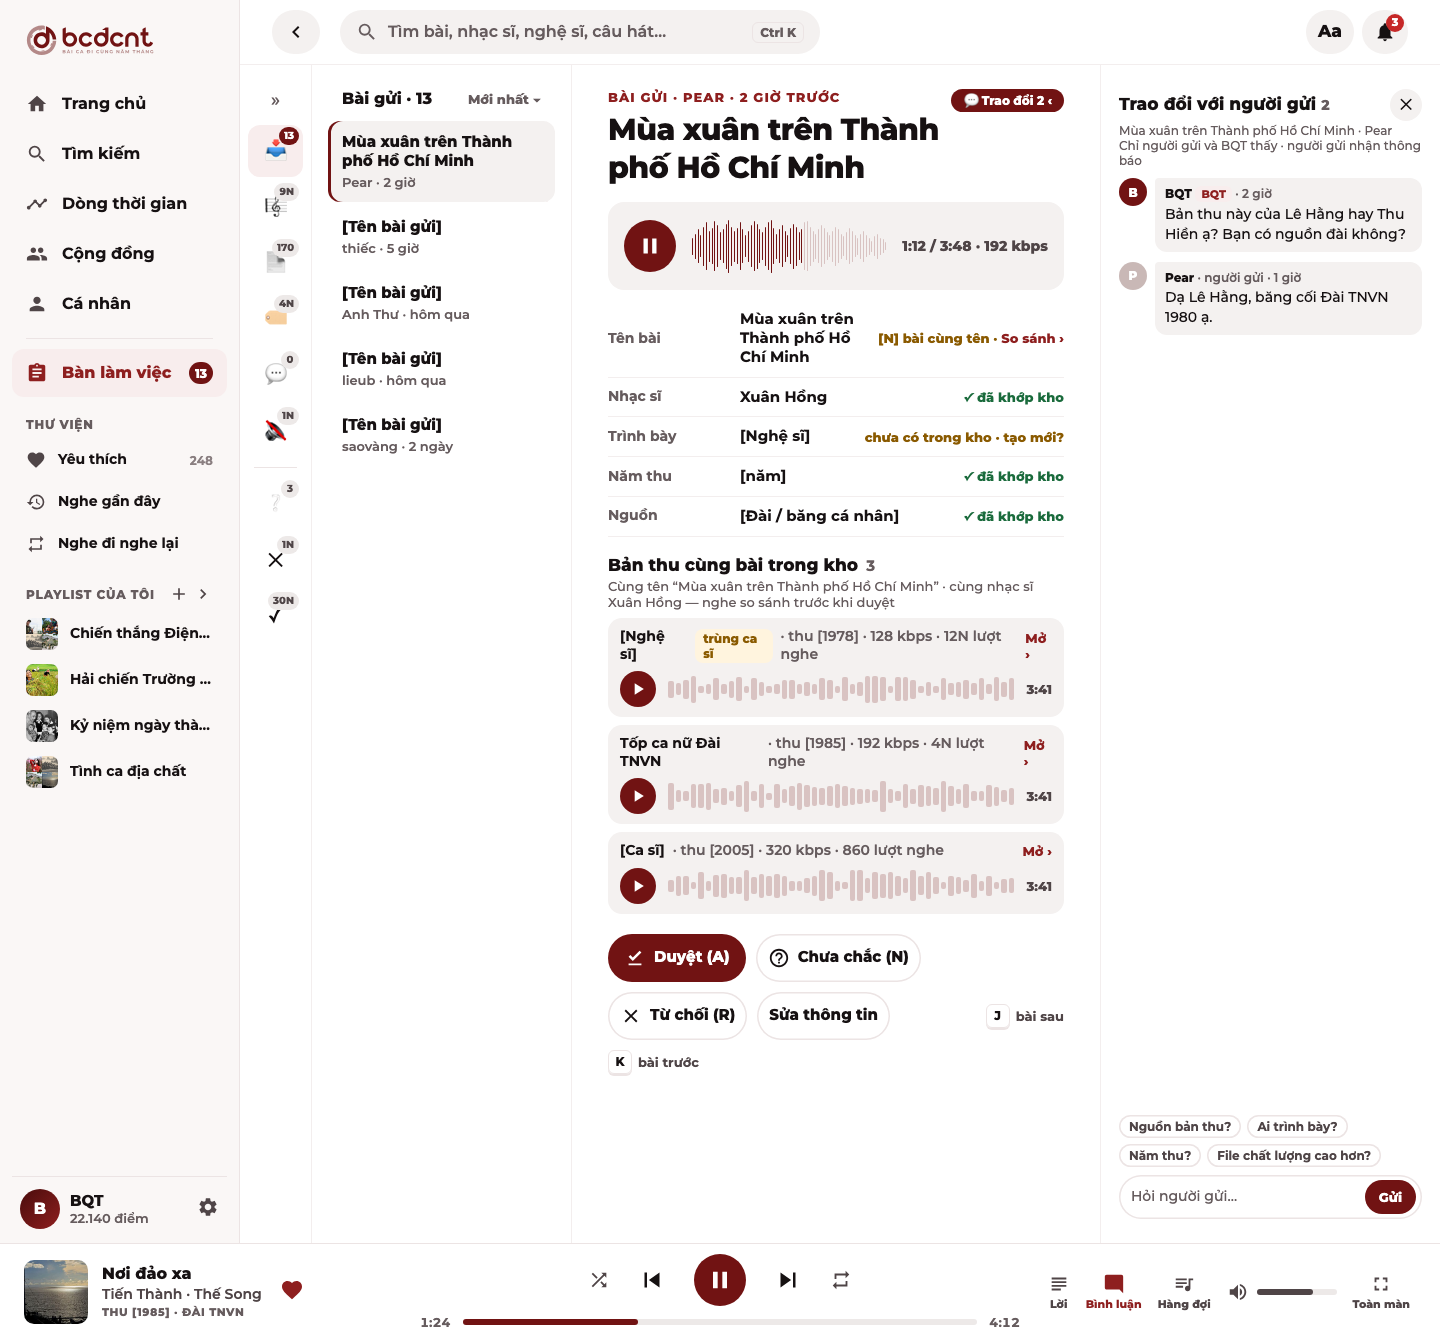 bcdcnt
BÀI CA ĐI CÙNG NĂM THÁNG
Trang chủ
Tìm kiếm
Dòng thời gian
Cộng đồng
Cá nhân
Bàn làm việc 13
THƯ VIỆN
Yêu thích 248
Nghe gần đây
Nghe đi nghe lại
PLAYLIST CỦA TÔI
Chiến thắng Điện...
Hải chiến Trường ...
Kỷ niệm ngày thà...
Tình ca địa chất
B
BQT
22.140 điểm
Tìm bài, nhạc sĩ, nghệ sĩ, câu hát... Ctrl K
Aa
3
»
13
9N
170
4N
0
1N
3
1N
30N
Bài gửi · 13 Mới nhất
Mùa xuân trên Thành
phố Hồ Chí Minh
Pear · 2 giờ
[Tên bài gửi]
thiếc · 5 giờ
[Tên bài gửi]
Anh Thư · hôm qua
[Tên bài gửi]
lieub · hôm qua
[Tên bài gửi]
saovàng · 2 ngày
BÀI GỬI · PEAR · 2 GIỜ TRƯỚC
Trao đổi 2 ‹
Mùa xuân trên Thành
phố Hồ Chí Minh
1:12 / 3:48 · 192 kbps
Tên bài
Mùa xuân trên
Thành phố Hồ
Chí Minh
[N] bài cùng tên · So sánh ›
Nhạc sĩ Xuân Hồng ✓ đã khớp kho
Trình bày [Nghệ sĩ] chưa có trong kho · tạo mới?
Năm thu [năm] ✓ đã khớp kho
Nguồn [Đài / băng cá nhân] ✓ đã khớp kho
Bản thu cùng bài trong kho 3
Cùng tên “Mùa xuân trên Thành phố Hồ Chí Minh” · cùng nhạc sĩ
Xuân Hồng — nghe so sánh trước khi duyệt
[Nghệ
sĩ]
trùng ca
sĩ
· thu [1978] · 128 kbps · 12N lượt
nghe
Mở
›
3:41
Tốp ca nữ Đài
TNVN
· thu [1985] · 192 kbps · 4N lượt
nghe
Mở
›
3:41
[Ca sĩ] · thu [2005] · 320 kbps · 860 lượt nghe Mở ›
3:41
Duyệt (A)
Chưa chắc (N)
Từ chối (R)
Sửa thông tin
J bài sau
K bài trước
Trao đổi với người gửi 2
Mùa xuân trên Thành phố Hồ Chí Minh · Pear
Chỉ người gửi và BQT thấy · người gửi nhận thông
báo
B
BQT BQT · 2 giờ
Bản thu này của Lê Hằng hay Thu
Hiền ạ? Bạn có nguồn đài không?
P
Pear · người gửi · 1 giờ
Dạ Lê Hằng, băng cối Đài TNVN
1980 ạ.
Nguồn bản thu? Ai trình bày?
Năm thu? File chất lượng cao hơn?
Hỏi người gửi... Gửi
Nơi đảo xa
Tiến Thành · Thế Song
THU [1985] · ĐÀI TNVN
1:24
4:12
Lời
Bình luận
Hàng đợi
Toàn màn